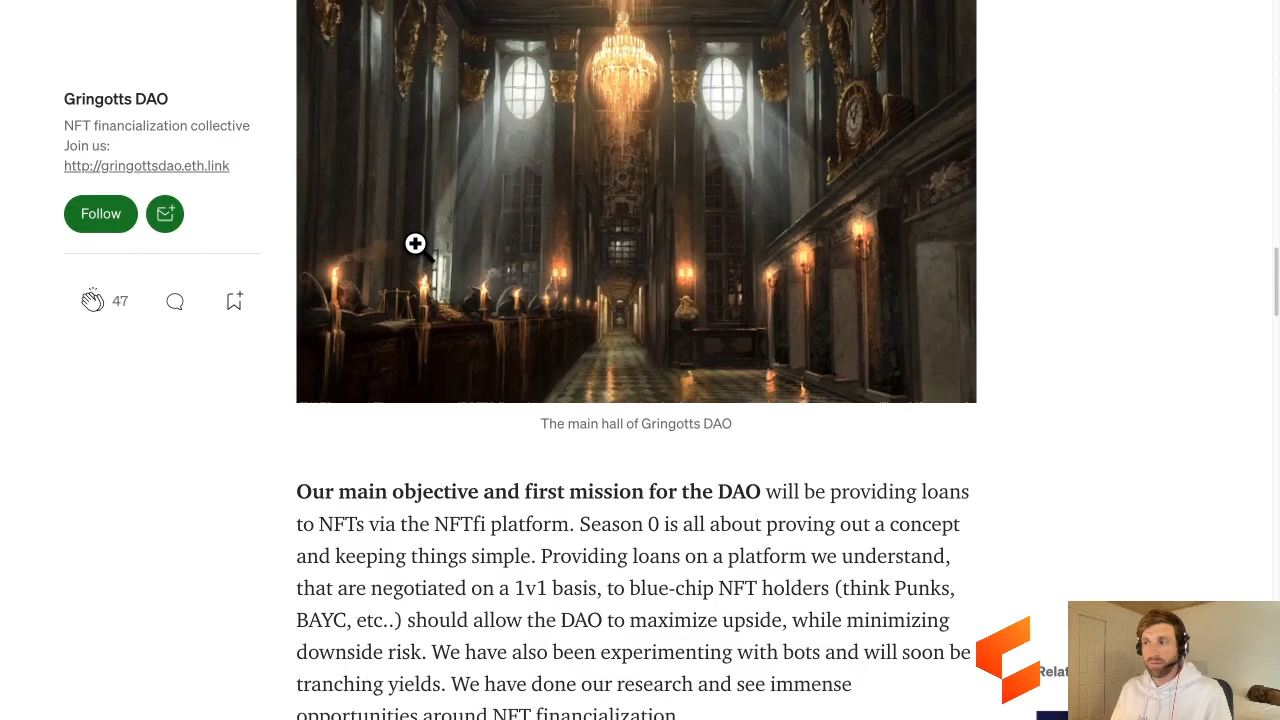 Gringotts DAO
NFT financialization collective
Join us:
http://gringottsdao.eth.link
Follow
47
The main hall of Gringotts DAO
Our main objective and first mission for the DAO will be providing loans
to NFTs via the NFTfi platform. Season 0 is all about proving out a concept
and keeping things simple. Providing loans on a platform we understand,
that are negotiated on a 1v1 basis, to blue-chip NFT holders (think Punks,
BAYC, etc..) should allow the DAO to maximize upside, while minimizing
downside risk. We have also been experimenting with bots and will soon be
tranching yields. We have done our research and see immense
opportunities around NFT financialization.
Relat